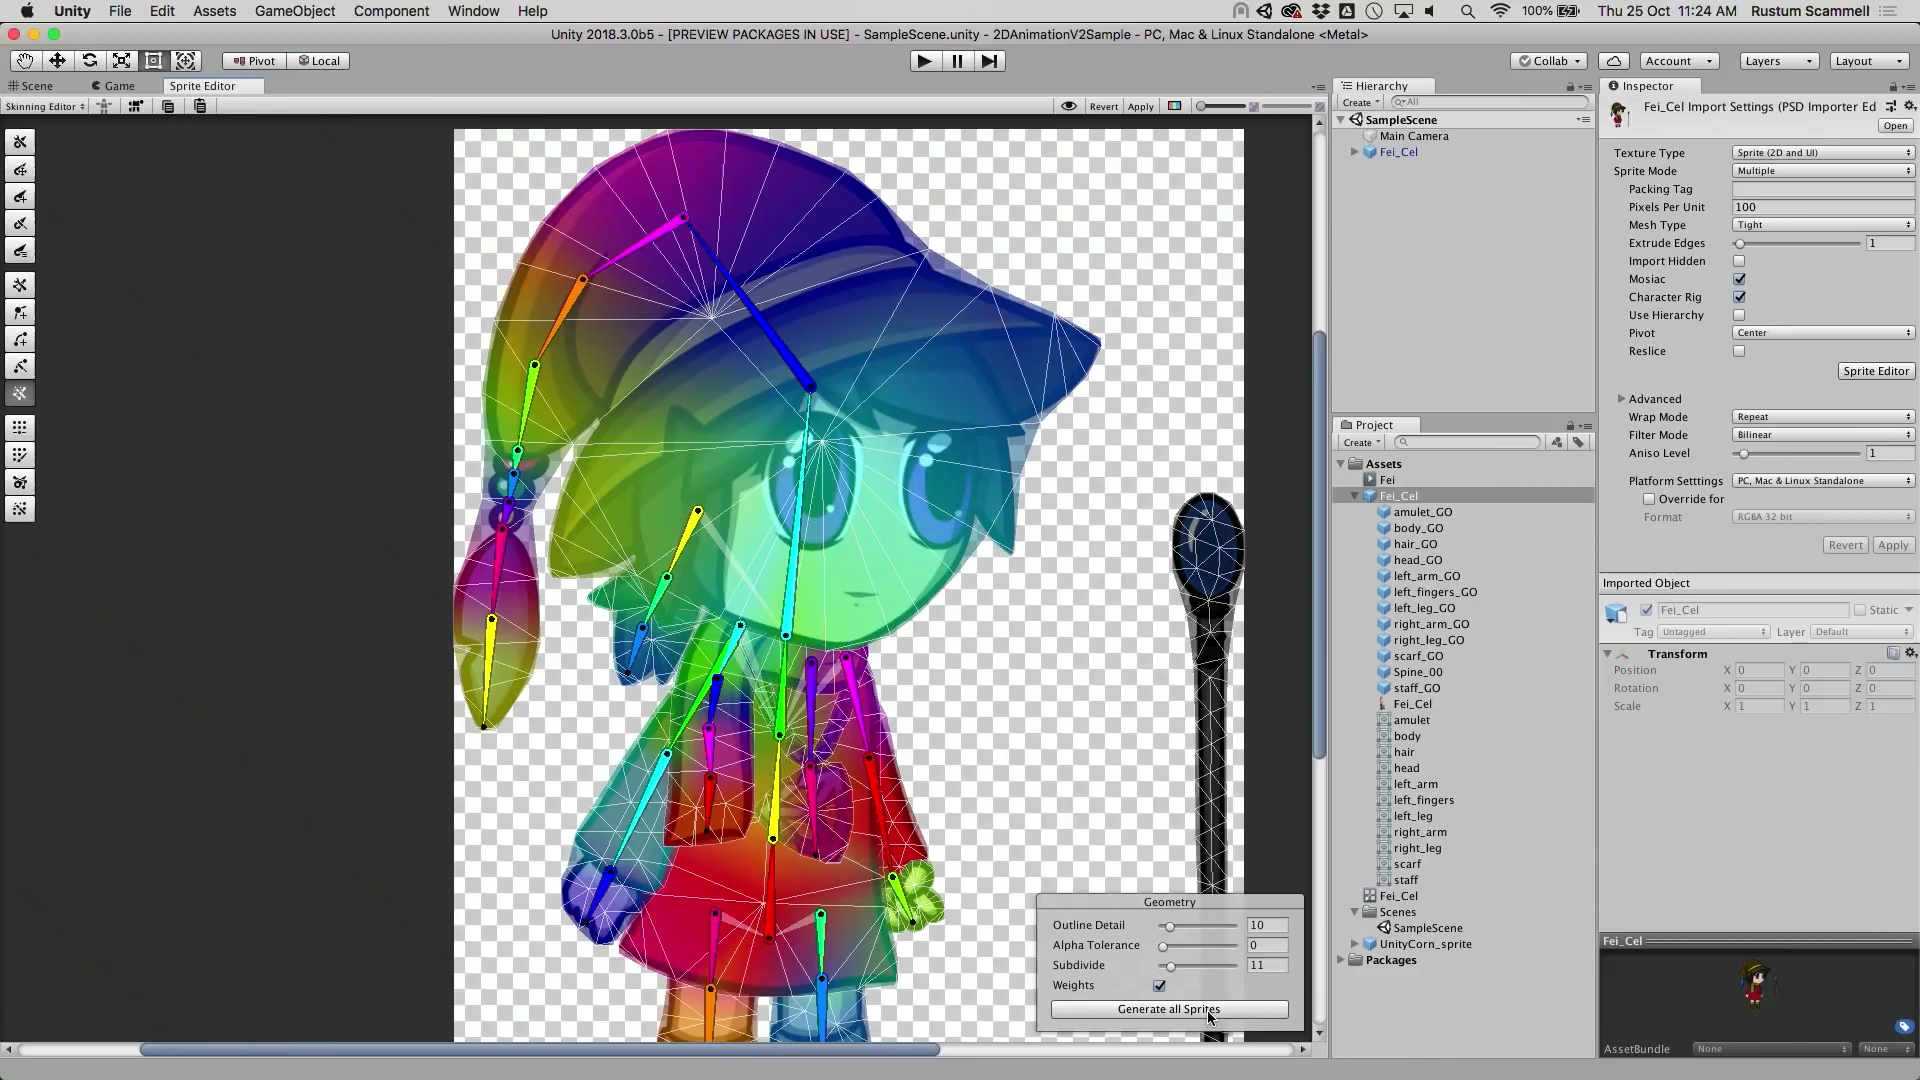 Unity File Edit Assets GameObject Component Window Help
100% Thu 25 Oct 11:24 AM Rustum Scammell
Unity 2018.3.0b5 - [PREVIEW PACKAGES IN USE] - SampleScene.unity - 2DAnimationV2Sample - PC, Mac & Linux Standalone <Metal>
Pivot Local
Collab Account Layers Layout
Scene Game Sprite Editor
Skinning Editor
Revert Apply
Geometry
Outline Detail 10
Alpha Tolerance 0
Subdivide 11
Weights
Generate all Sprites
Hierarchy
Create All
SampleScene
Main Camera
Fei_Cel
Project
Create
Assets
Fei
Fei_Cel
amulet_GO
body_GO
hair_GO
head_GO
left_arm_GO
left_fingers_GO
left_leg_GO
right_arm_GO
right_leg_GO
scarf_GO
Spine_00
staff_GO
Fei_Cel
amulet
body
hair
head
left_arm
left_fingers
left_leg
right_arm
right_leg
scarf
staff
Fei_Cel
Scenes
SampleScene
UnityCorn_sprite
Packages
Inspector
Fei_Cel Import Settings (PSD Importer Ed
Open
Texture Type Sprite (2D and UI)
Sprite Mode Multiple
Packing Tag
Pixels Per Unit 100
Mesh Type Tight
Extrude Edges 1
Import Hidden
Mosiac
Character Rig
Use Hierarchy
Pivot Center
Reslice
Sprite Editor
Advanced
Wrap Mode Repeat
Filter Mode Bilinear
Aniso Level 1
Platform Setttings PC, Mac & Linux Standalone
Override for
Format RGBA 32 bit
Revert Apply
Imported Object
Fei_Cel Static
Tag Untagged Layer Default
Transform
Position X 0 Y 0 Z 0
Rotation X 0 Y 0 Z 0
Scale X 1 Y 1 Z 1
Fei_Cel
AssetBundle None None